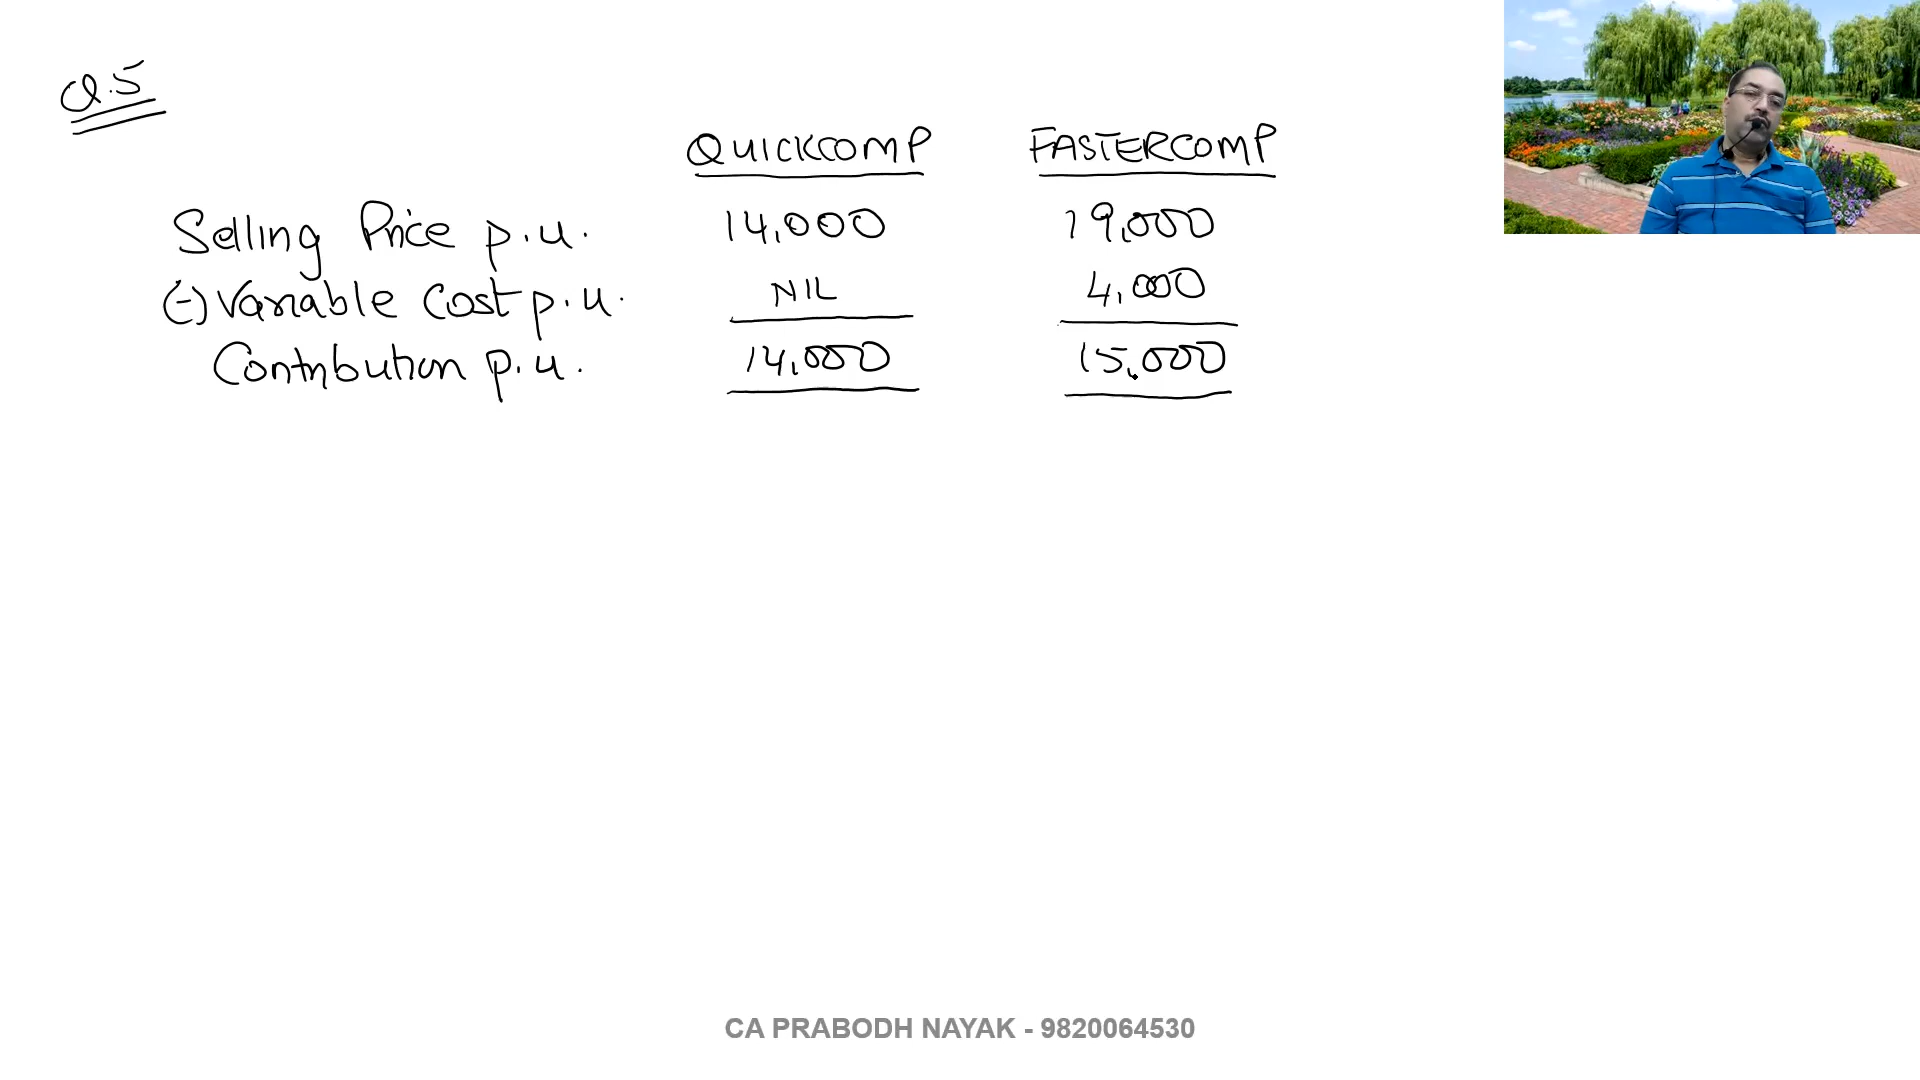 Q.5
QUICKCOMP FASTERCOMP
Selling Price p.u. 14,000 19,000
(-) Variable Cost p.u. NIL 4,000
Contribution p.u. 14,000 15,000
CA PRABODH NAYAK - 9820064530